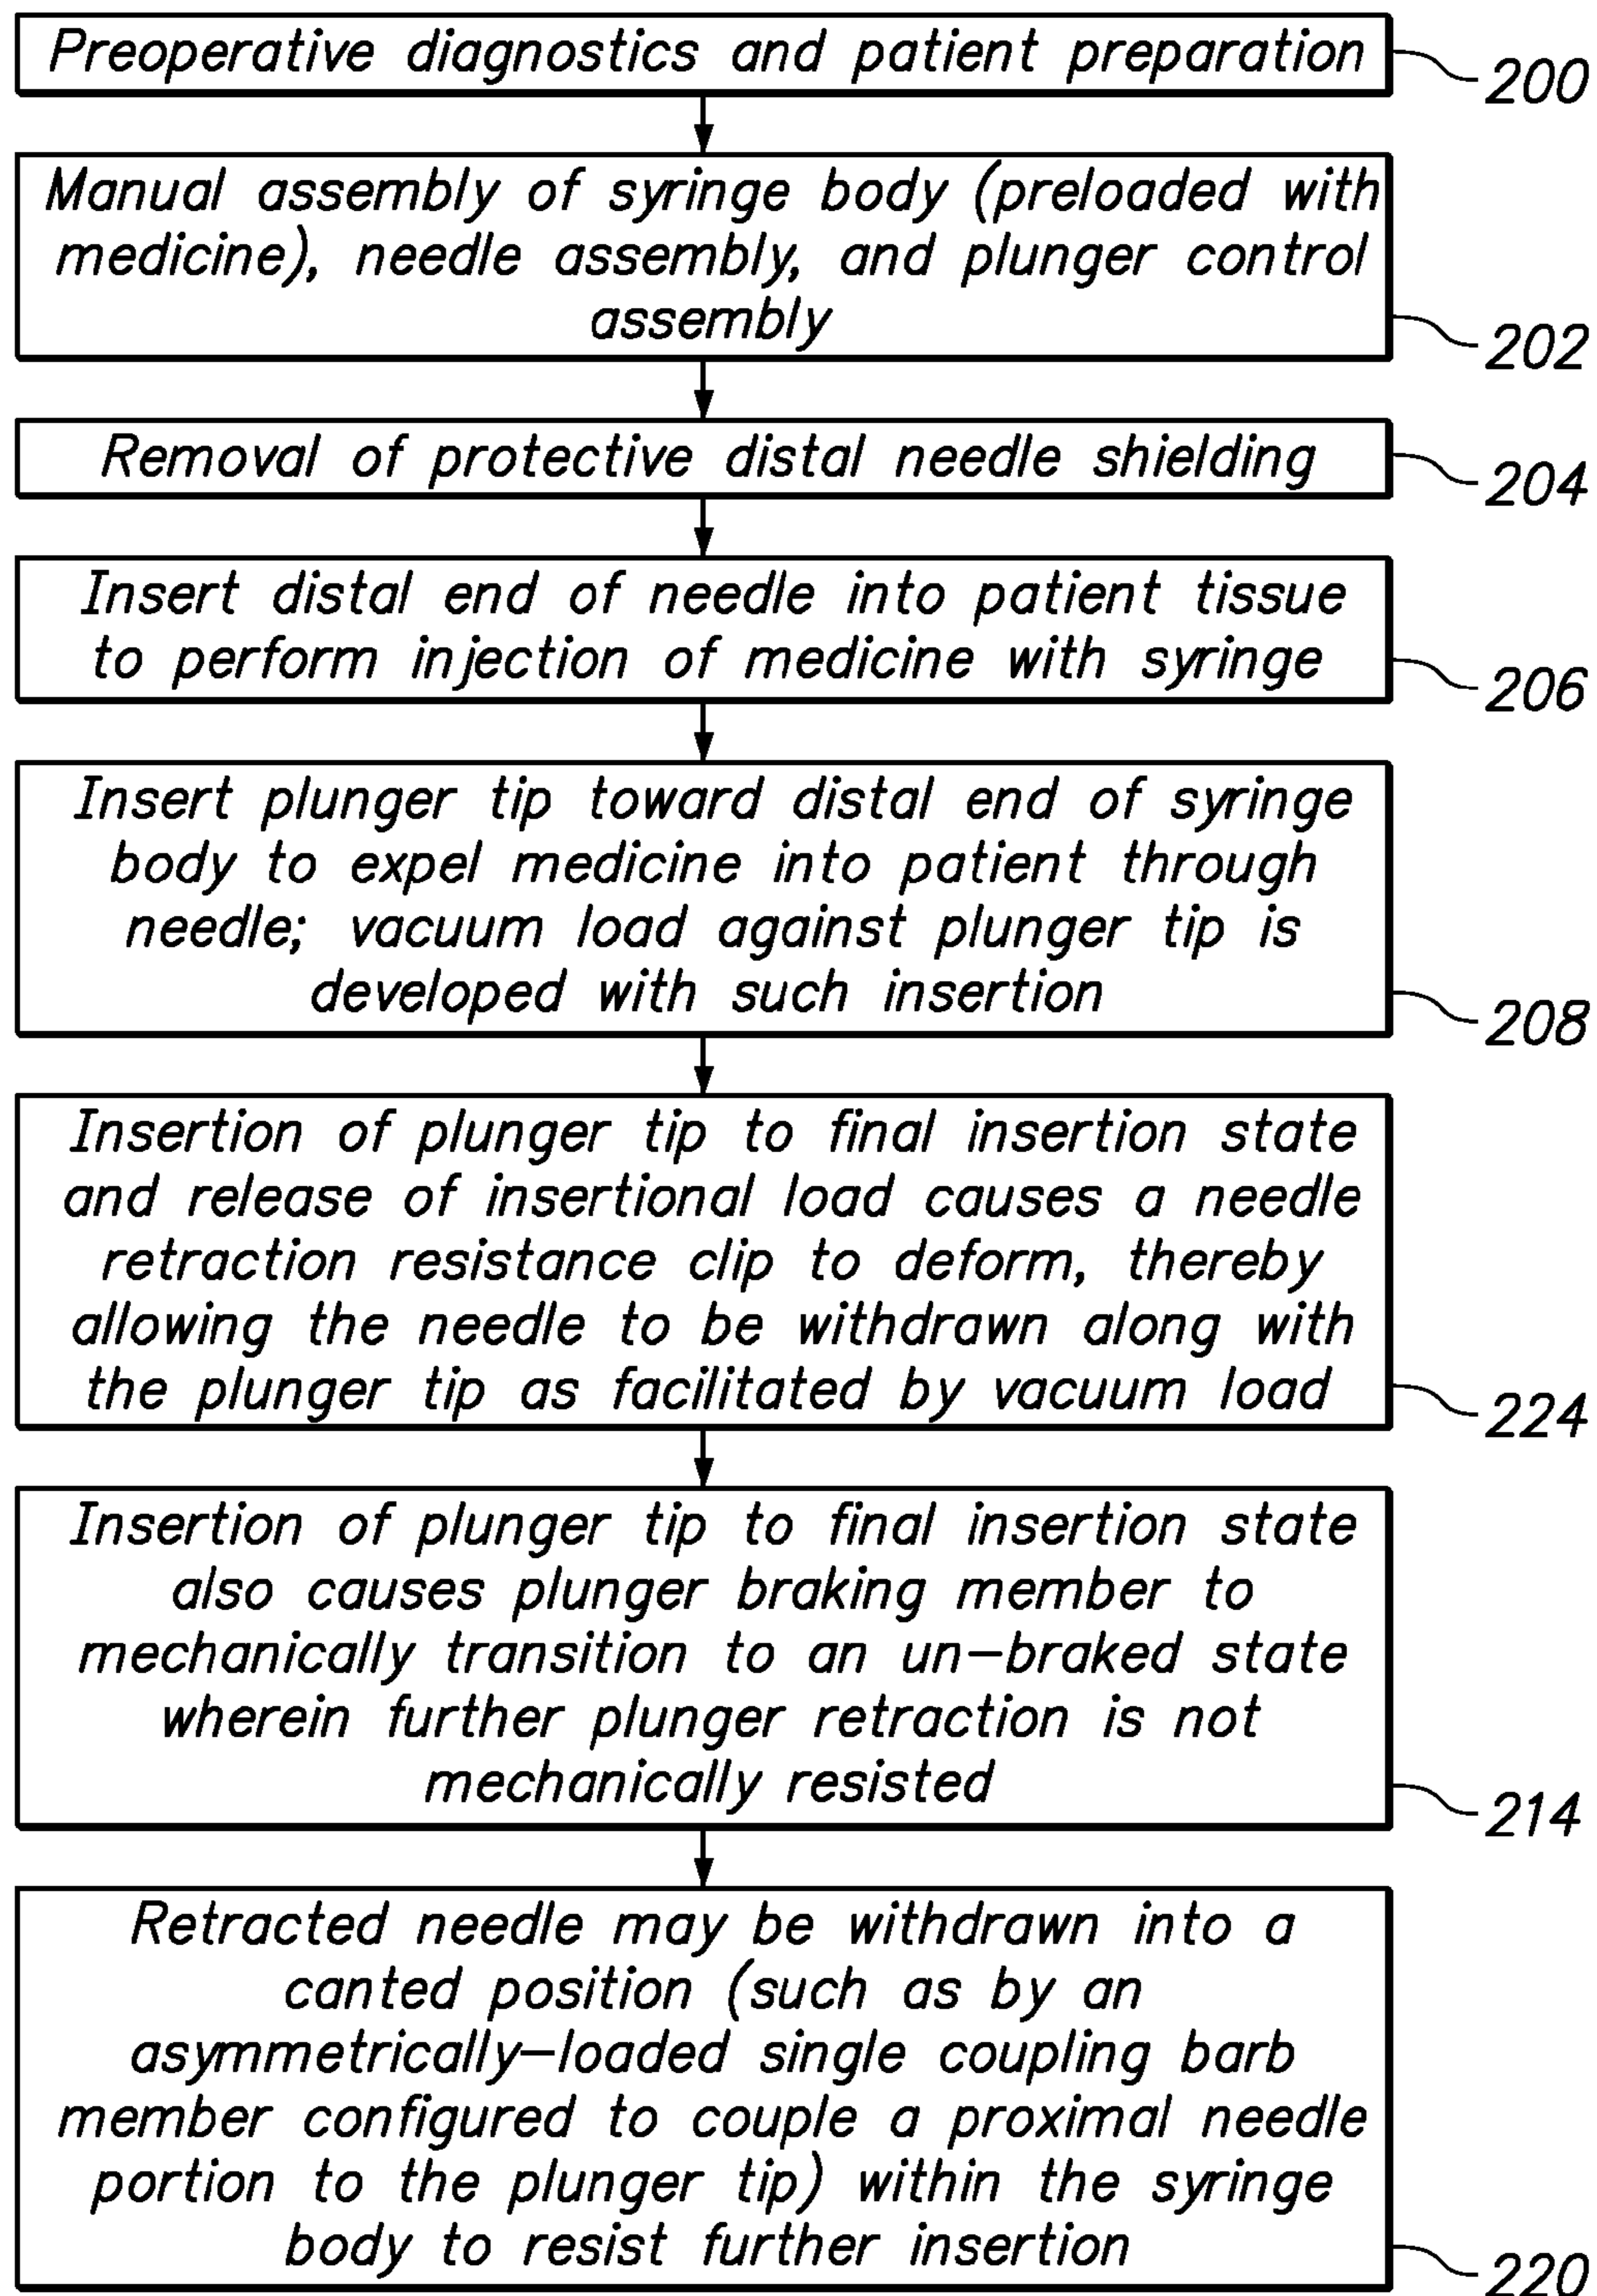 Preoperative diagnostics and patient preparation
200
Manual assembly of syringe body (preloaded with
medicine), needle assembly, and plunger control
assembly
202
Removal of protective distal needle shielding
204
Insert distal end of needle into patient tissue
to perform injection of medicine with syringe
206
Insert plunger tip toward distal end of syringe
body to expel medicine into patient through
needle; vacuum load against plunger tip is
developed with such insertion
208
Insertion of plunger tip to final insertion state
and release of insertional load causes a needle
retraction resistance clip to deform, thereby
allowing the needle to be withdrawn along with
the plunger tip as facilitated by vacuum load
224
Insertion of plunger tip to final insertion state
also causes plunger braking member to
mechanically transition to an un-braked state
wherein further plunger retraction is not
mechanically resisted
214
Retracted needle may be withdrawn into a
canted position (such as by an
asymmetrically-loaded single coupling barb
member configured to couple a proximal needle
portion to the plunger tip) within the syringe
body to resist further insertion
220